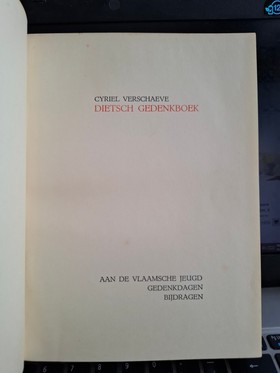 CYRIEL VERSCHAEVE
DIETSCH GEDENKBOEK
AAN DE VLAAMSCHE JEUGD
GEDENKDAGEN
BIJDRAGEN